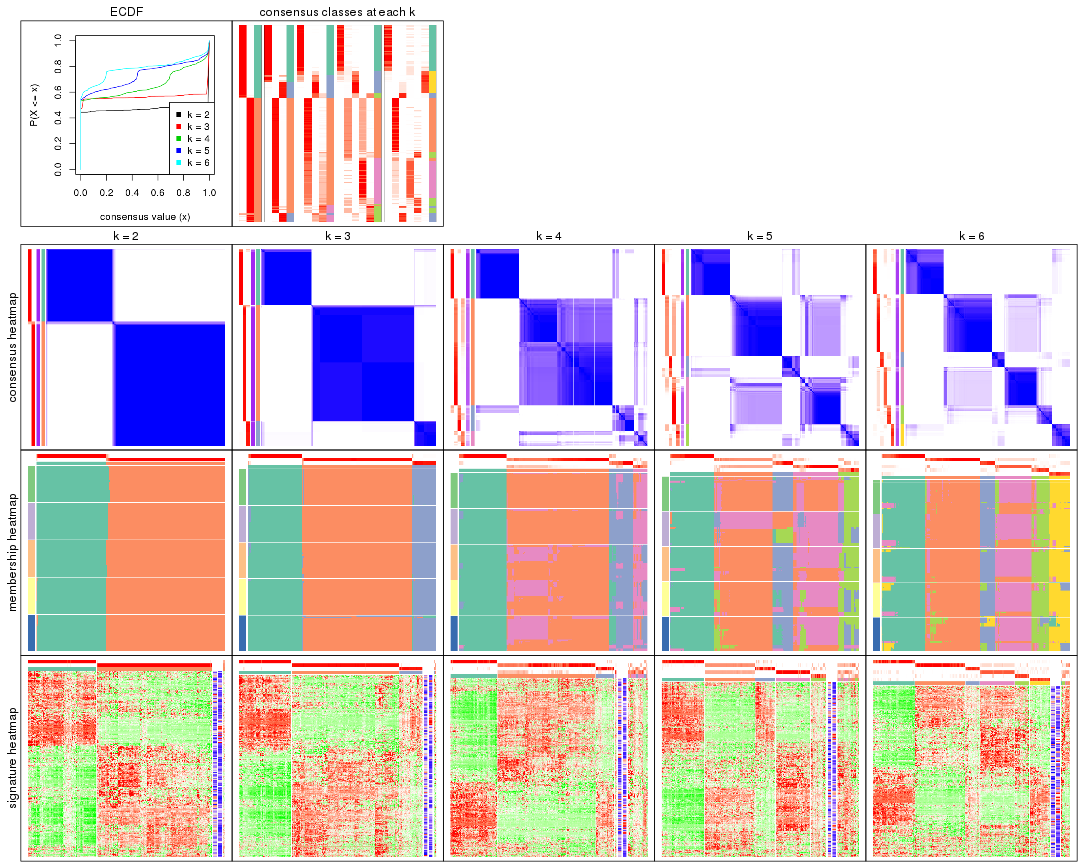 ECDF
consensus classes at each k
P(X <= x)
0.0 0.2 0.4 0.6 0.8 1.0
k = 2
k = 3
k = 4
k = 5
k = 6
0.0 0.2 0.4 0.6 0.8 1.0
consensus value (x)
k = 2
k = 3
k = 4
k = 5
k = 6
consensus heatmap
membership heatmap
signature heatmap